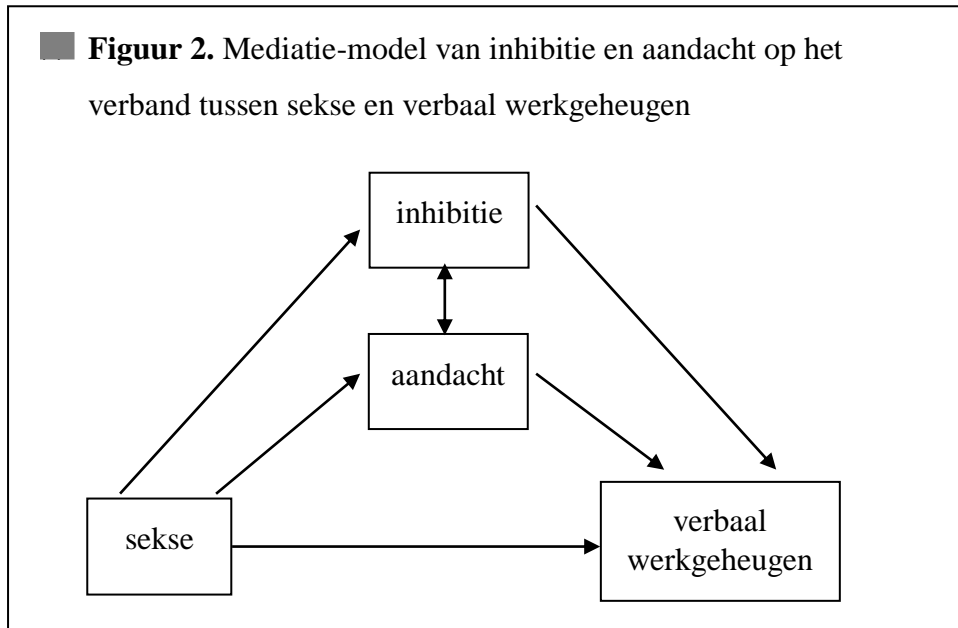 Figuur 2. Mediatie-model van inhibitie en aandacht op het
verband tussen sekse en verbaal werkgeheugen
inhibitie
aandacht
sekse
verbaal
werkgeheugen